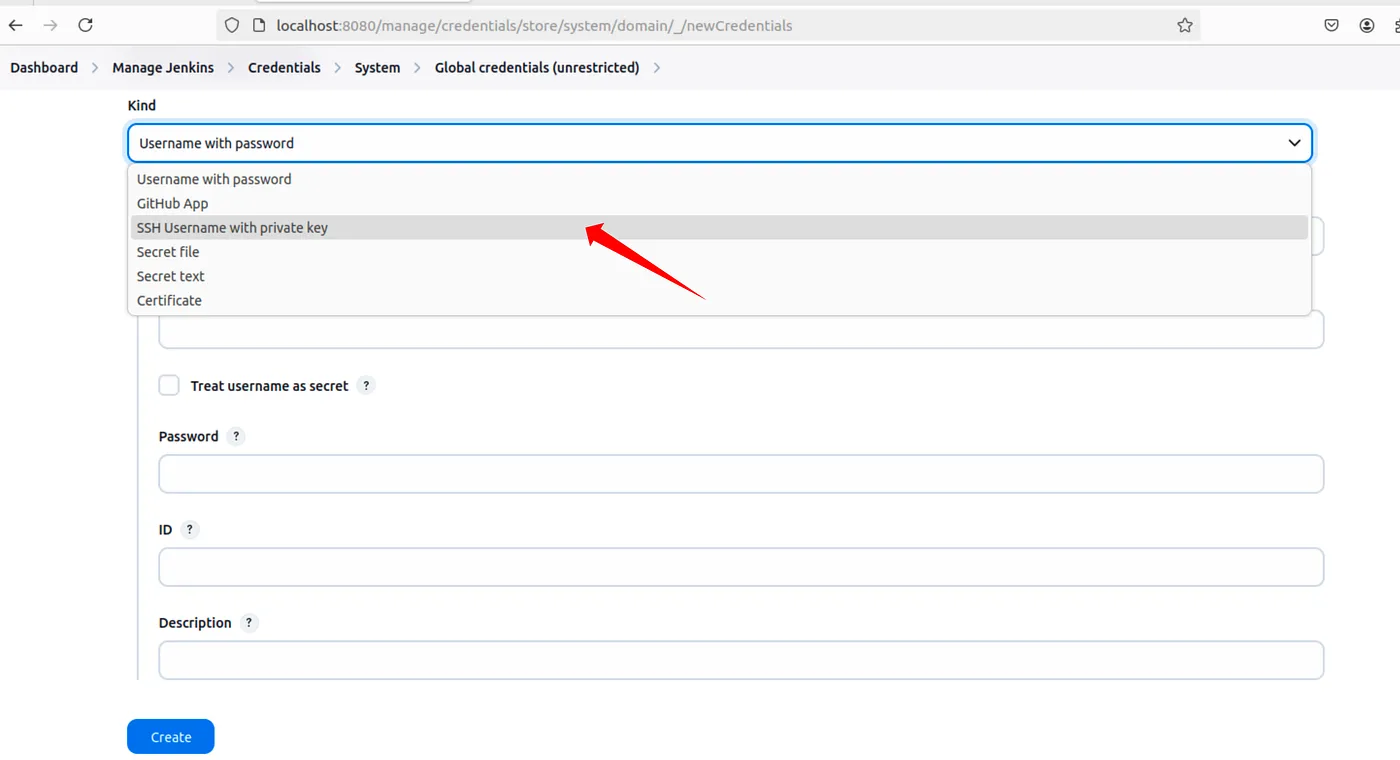 localhost:8080/manage/credentials/store/system/domain/_/newCredentials
Dashboard > Manage Jenkins > Credentials > System > Global credentials (unrestricted) >
Kind
Username with password
Username with password
GitHub App
SSH Username with private key
Secret file
Secret text
Certificate
Treat username as secret ?
Password ?
ID ?
Description ?
Create